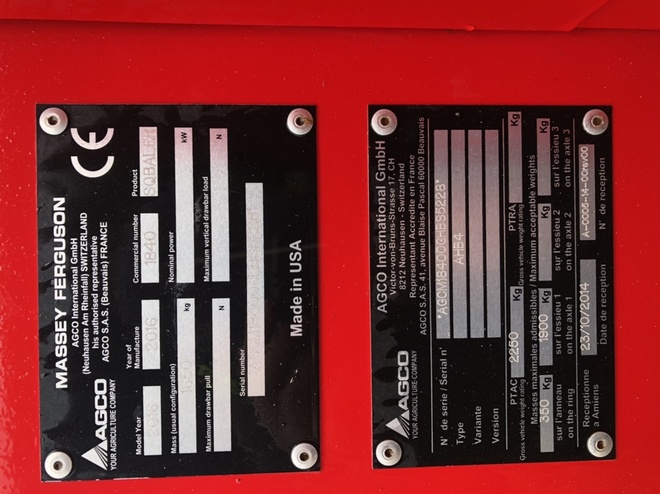 MASSEY FERGUSON
AGCO International GmbH
(Neuhausen Am Rheinfall) SWITZERLAND
his authorised representative
AGCO S.A.S. (Beauvais) FRANCE
CE
AGCO
YOUR AGRICULTURE COMPANY
Model Year
Year of Manufacture 2016
Commercial number 1840
Product
Mass (usual configuration) kg
Nominal power kW
Maximum drawbar pull N
Maximum vertical drawbar load N
Serial number
Made in USA
AGCO International GmbH
Victor-von-Bruns-Strasse 17, CH
8212 Neuhausen - Switzerland
Représentant Accredite en France
AGCO S.A.S. 41, avenue Blaise Pascal 60000 Beauvais
AGCO
YOUR AGRICULTURE COMPANY
N° de serie / Serial n°
Type AHB4
Variante
Version
PTAC 2250 Kg PTRA Kg
Gross vehicle weight rating Gross vehicle weight rating
Masses maximales admissibles / Maximum acceptable weights
350 Kg 1900 Kg Kg Kg
sur l'anneau sur l'essieu 1 sur l'essieu 2 sur l'essieu 3
on the ring on the axle 1 on the axle 2 on the axle 3
Receptionne a Amiens
23/10/2014
Date de reception
N° de reception